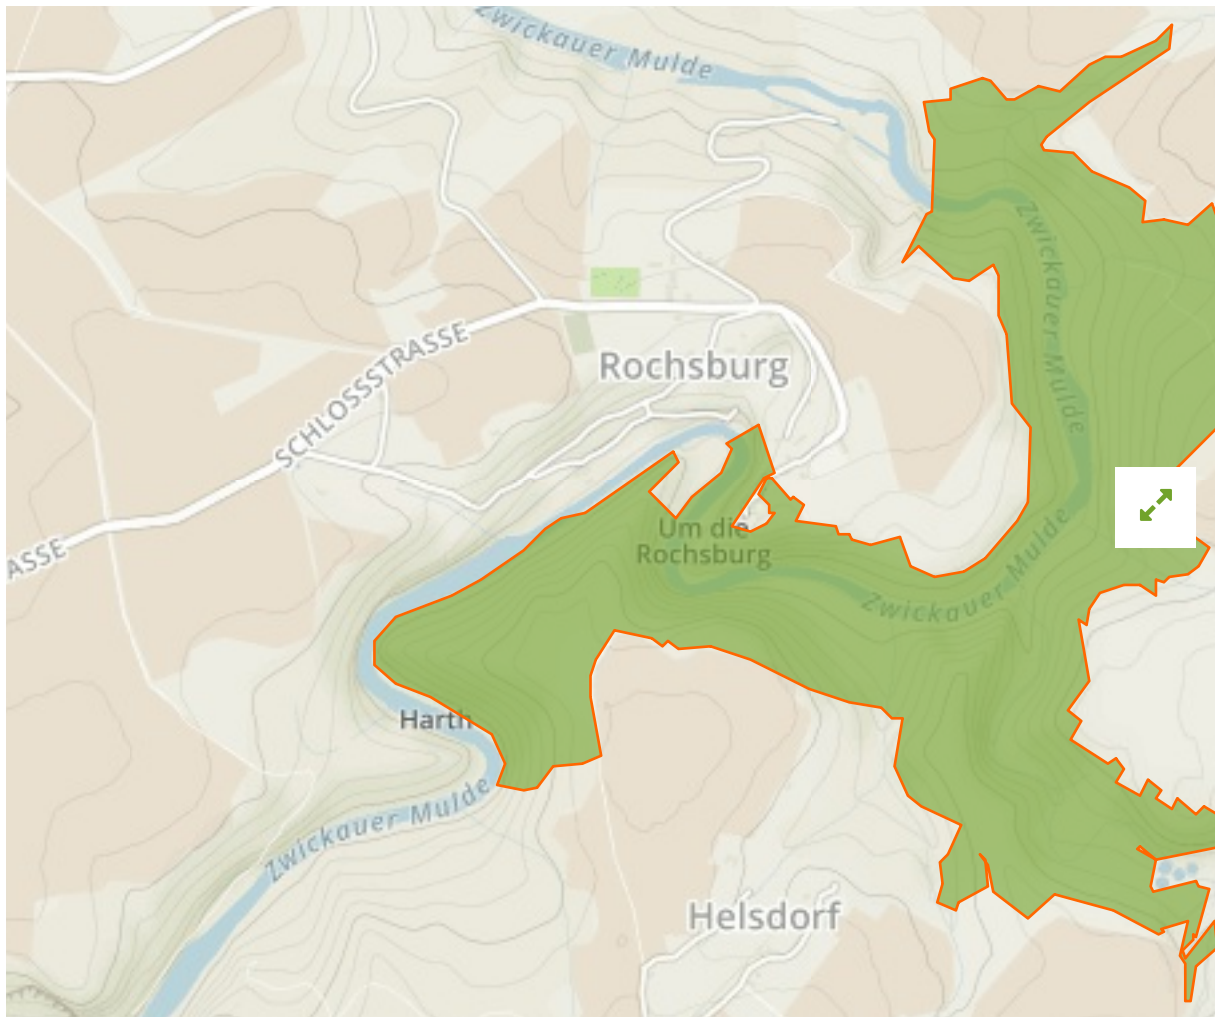 Zwickauer Mulde
Zwickauer Mulde
SCHLOSSSTRASSE
Rochsburg
ASSE
Um die
Rochsburg
Zwickauer Mulde
Harth
Zwickauer Mulde
Helsdorf